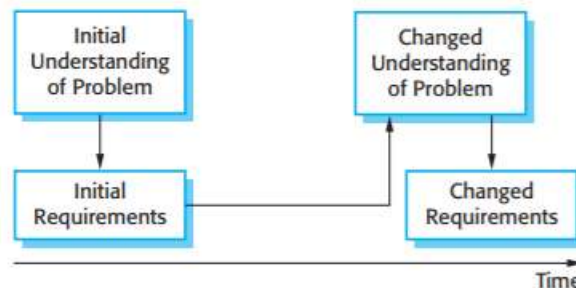 Initial
Understanding
of Problem
Changed
Understanding
of Problem
Initial
Requirements
Changed
Requirements
Time